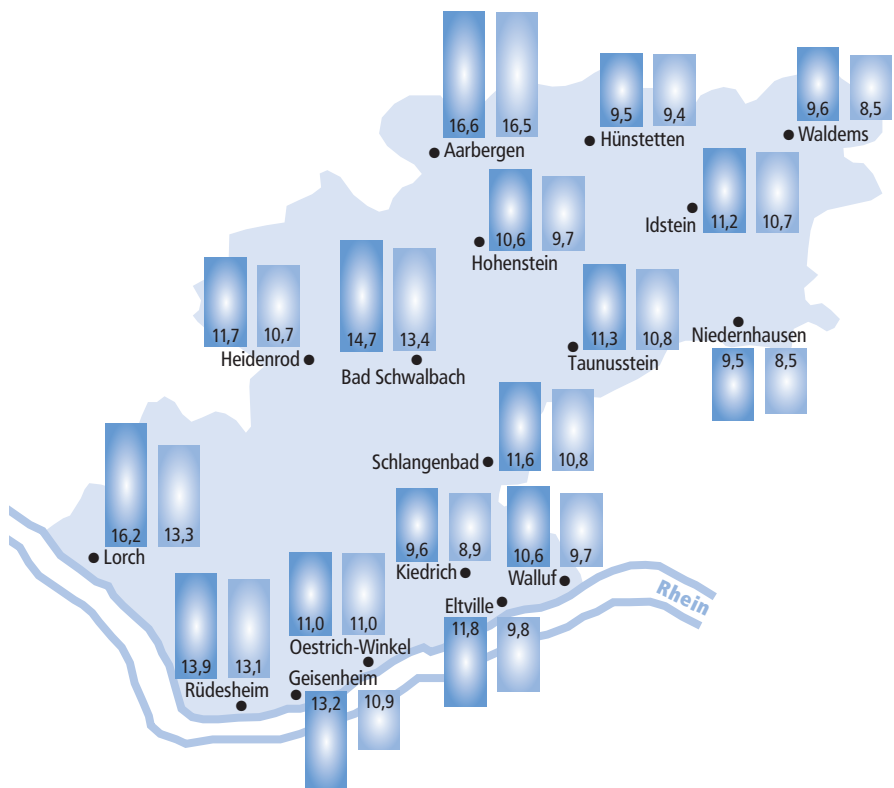 16,6 16,5
Aarbergen
9,5 9,4
Hünstetten
9,6 8,5
Waldems
11,2 10,7
Idstein
10,6 9,7
Hohenstein
11,7 10,7
Heidenrod
14,7 13,4
Bad Schwalbach
11,3 10,8
Taunusstein
Niedernhausen
9,5 8,5
Schlangenbad
11,6 10,8
16,2 13,3
Lorch
9,6 8,9
Kiedrich
10,6 9,7
Walluf
Rhein
Eltville
11,8 9,8
11,0 11,0
Oestrich-Winkel
13,9 13,1
Rüdesheim
Geisenheim
13,2 10,9